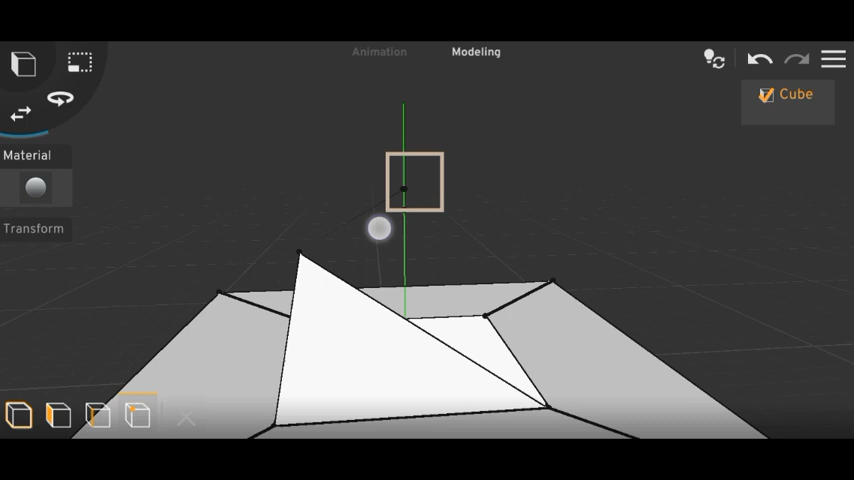 Animation
Modeling
Cube
Material
Transform